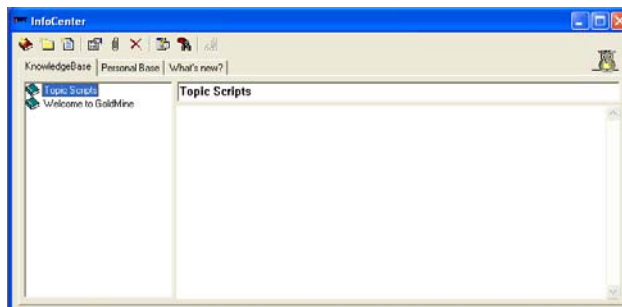 InfoCenter
KnowledgeBase Personal Base What's new?
Topic Scripts
Welcome to GoldMine
Topic Scripts